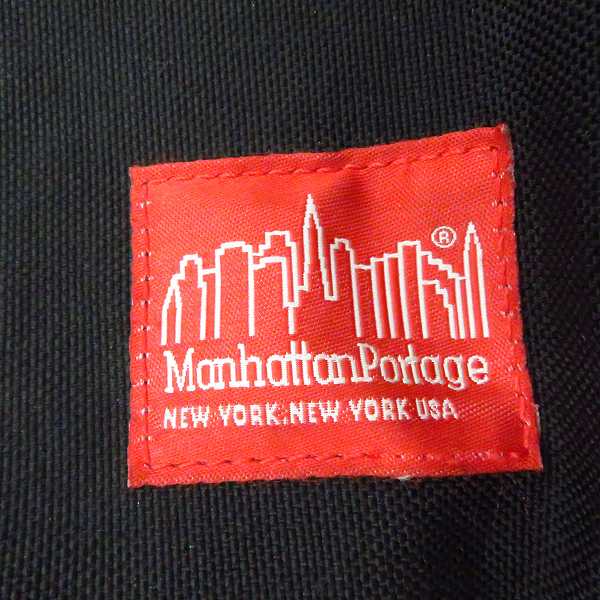 ®
ManhattanPortage
NEW YORK, NEW YORK USA